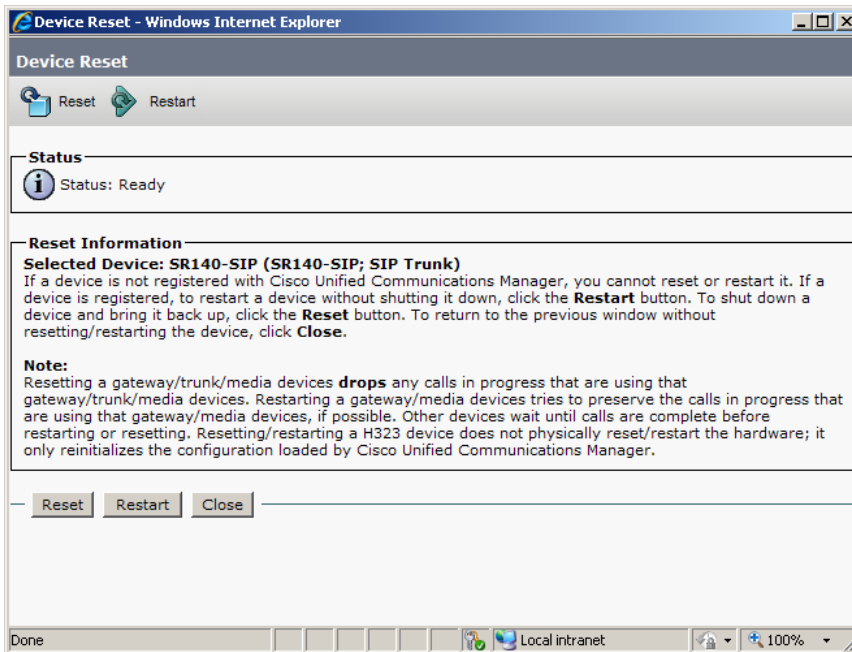 Device Reset - Windows Internet Explorer
Device Reset
Reset Restart
Status
Status: Ready
Reset Information
Selected Device: SR140-SIP (SR140-SIP; SIP Trunk)
If a device is not registered with Cisco Unified Communications Manager, you cannot reset or restart it. If a
device is registered, to restart a device without shutting it down, click the Restart button. To shut down a
device and bring it back up, click the Reset button. To return to the previous window without
resetting/restarting the device, click Close.
Note:
Resetting a gateway/trunk/media devices drops any calls in progress that are using that
gateway/trunk/media devices. Restarting a gateway/media devices tries to preserve the calls in progress that
are using that gateway/media devices, if possible. Other devices wait until calls are complete before
restarting or resetting. Resetting/restarting a H323 device does not physically reset/restart the hardware; it
only reinitializes the configuration loaded by Cisco Unified Communications Manager.
Reset Restart Close
Done Local intranet 100%